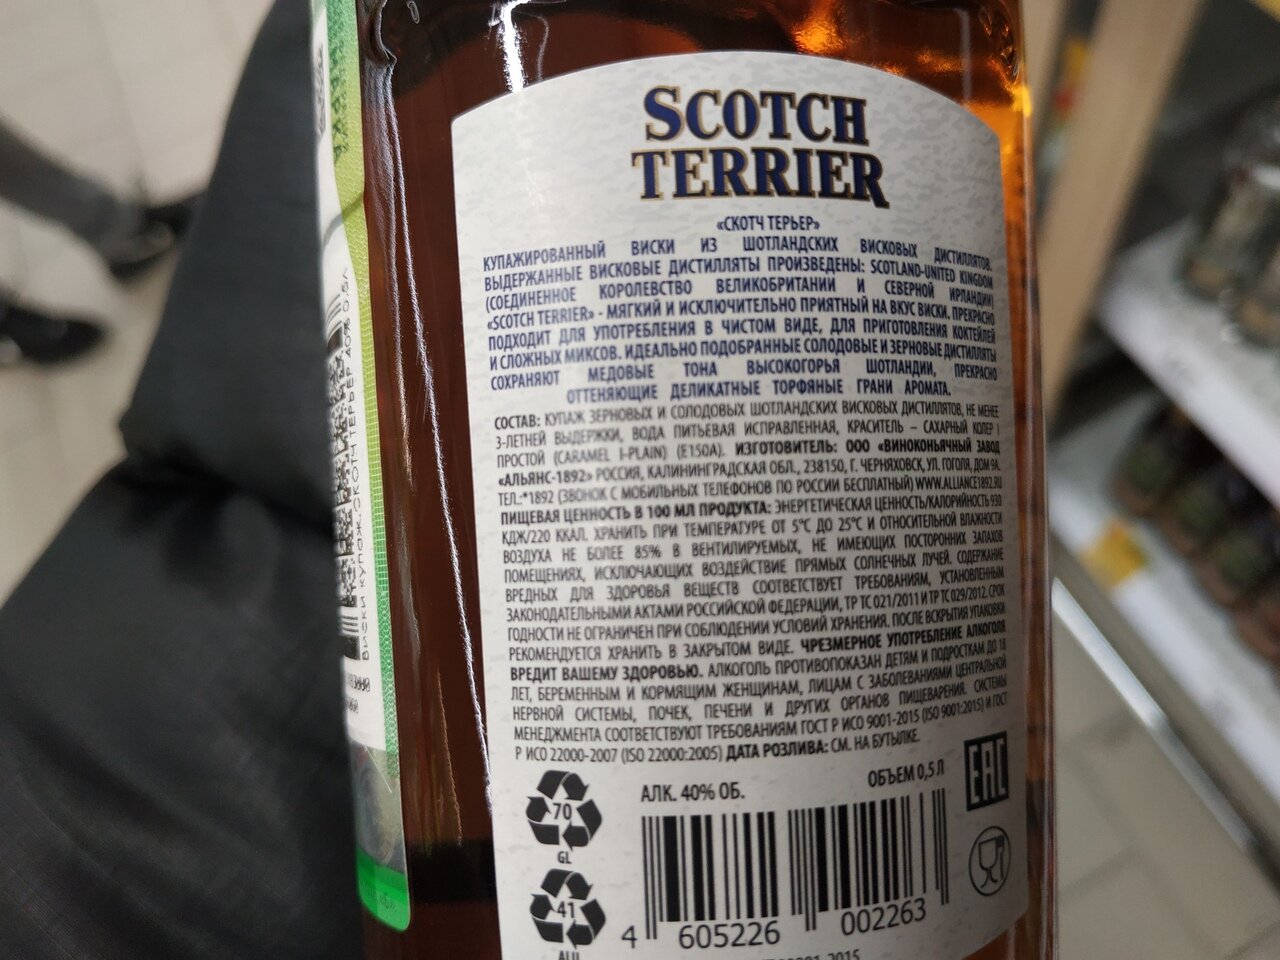 SCOTCH
TERRIER
«СКОТЧ ТЕРЬЕР»
КУПАЖИРОВАННЫЙ ВИСКИ ИЗ ШОТЛАНДСКИХ ВИСКОВЫХ ДИСТИЛЛЯТОВ.
ВЫДЕРЖАННЫЕ ВИСКОВЫЕ ДИСТИЛЛЯТЫ ПРОИЗВЕДЕНЫ: SCOTLAND-UNITED KINGDOM
(СОЕДИНЕННОЕ КОРОЛЕВСТВО ВЕЛИКОБРИТАНИИ И СЕВЕРНОЙ ИРЛАНДИИ)
«SCOTCH TERRIER» - МЯГКИЙ И ИСКЛЮЧИТЕЛЬНО ПРИЯТНЫЙ НА ВКУС ВИСКИ. ПРЕКРАСНО
ПОДХОДИТ ДЛЯ УПОТРЕБЛЕНИЯ В ЧИСТОМ ВИДЕ, ДЛЯ ПРИГОТОВЛЕНИЯ КОКТЕЙЛЕЙ
И СЛОЖНЫХ МИКСОВ. ИДЕАЛЬНО ПОДОБРАННЫЕ СОЛОДОВЫЕ И ЗЕРНОВЫЕ ДИСТИЛЛЯТЫ
СОХРАНЯЮТ МЕДОВЫЕ ТОНА ВЫСОКОГОРЬЯ ШОТЛАНДИИ, ПРЕКРАСНО
ОТТЕНЯЮЩИЕ ДЕЛИКАТНЫЕ ТОРФЯНЫЕ ГРАНИ АРОМАТА.
СОСТАВ: КУПАЖ ЗЕРНОВЫХ И СОЛОДОВЫХ ШОТЛАНДСКИХ ВИСКОВЫХ ДИСТИЛЛЯТОВ, НЕ МЕНЕЕ
3-ЛЕТНЕЙ ВЫДЕРЖКИ, ВОДА ПИТЬЕВАЯ ИСПРАВЛЕННАЯ, КРАСИТЕЛЬ – САХАРНЫЙ КОЛЕР I
ПРОСТОЙ (CARAMEL I-PLAIN) (E150A). ИЗГОТОВИТЕЛЬ: ООО «ВИНОКОНЬЯЧНЫЙ ЗАВОД
«АЛЬЯНС-1892» РОССИЯ, КАЛИНИНГРАДСКАЯ ОБЛ., 238150, Г. ЧЕРНЯХОВСК, УЛ. ГОГОЛЯ, ДОМ 9А.
ТЕЛ.:*1892 (ЗВОНОК С МОБИЛЬНЫХ ТЕЛЕФОНОВ ПО РОССИИ БЕСПЛАТНЫЙ) WWW.ALLIANCE1892.RU
ПИЩЕВАЯ ЦЕННОСТЬ В 100 МЛ ПРОДУКТА: ЭНЕРГЕТИЧЕСКАЯ ЦЕННОСТЬ/КАЛОРИЙНОСТЬ 930
КДЖ/220 ККАЛ. ХРАНИТЬ ПРИ ТЕМПЕРАТУРЕ ОТ 5°С ДО 25°С И ОТНОСИТЕЛЬНОЙ ВЛАЖНОСТИ
ВОЗДУХА НЕ БОЛЕЕ 85% В ВЕНТИЛИРУЕМЫХ, НЕ ИМЕЮЩИХ ПОСТОРОННИХ ЗАПАХОВ
ПОМЕЩЕНИЯХ, ИСКЛЮЧАЮЩИХ ВОЗДЕЙСТВИЕ ПРЯМЫХ СОЛНЕЧНЫХ ЛУЧЕЙ. СОДЕРЖАНИЕ
ВРЕДНЫХ ДЛЯ ЗДОРОВЬЯ ВЕЩЕСТВ СООТВЕТСТВУЕТ ТРЕБОВАНИЯМ, УСТАНОВЛЕННЫМ
ЗАКОНОДАТЕЛЬНЫМИ АКТАМИ РОССИЙСКОЙ ФЕДЕРАЦИИ, ТР ТС 021/2011 И ТР ТС 029/2012. СРОК
ГОДНОСТИ НЕ ОГРАНИЧЕН ПРИ СОБЛЮДЕНИИ УСЛОВИЙ ХРАНЕНИЯ. ПОСЛЕ ВСКРЫТИЯ УПАКОВКИ
РЕКОМЕНДУЕТСЯ ХРАНИТЬ В ЗАКРЫТОМ ВИДЕ. ЧРЕЗМЕРНОЕ УПОТРЕБЛЕНИЕ АЛКОГОЛЯ
ВРЕДИТ ВАШЕМУ ЗДОРОВЬЮ. АЛКОГОЛЬ ПРОТИВОПОКАЗАН ДЕТЯМ И ПОДРОСТКАМ ДО 18
ЛЕТ, БЕРЕМЕННЫМ И КОРМЯЩИМ ЖЕНЩИНАМ, ЛИЦАМ С ЗАБОЛЕВАНИЯМИ ЦЕНТРАЛЬНОЙ
НЕРВНОЙ СИСТЕМЫ, ПОЧЕК, ПЕЧЕНИ И ДРУГИХ ОРГАНОВ ПИЩЕВАРЕНИЯ. СИСТЕМЫ
МЕНЕДЖМЕНТА СООТВЕТСТВУЮТ ТРЕБОВАНИЯМ ГОСТ Р ИСО 9001-2015 (ISO 9001:2015) И ГОСТ
Р ИСО 22000-2007 (ISO 22000:2005) ДАТА РОЗЛИВА: СМ. НА БУТЫЛКЕ.
70
GL
АЛК. 40% ОБ.
ОБЪЕМ 0,5 Л
EAC
41
ALU
4 605226 002263
ВИСКИ КУПАЖ. СКОТЧ ТЕРЬЕР 40% 0,5Л